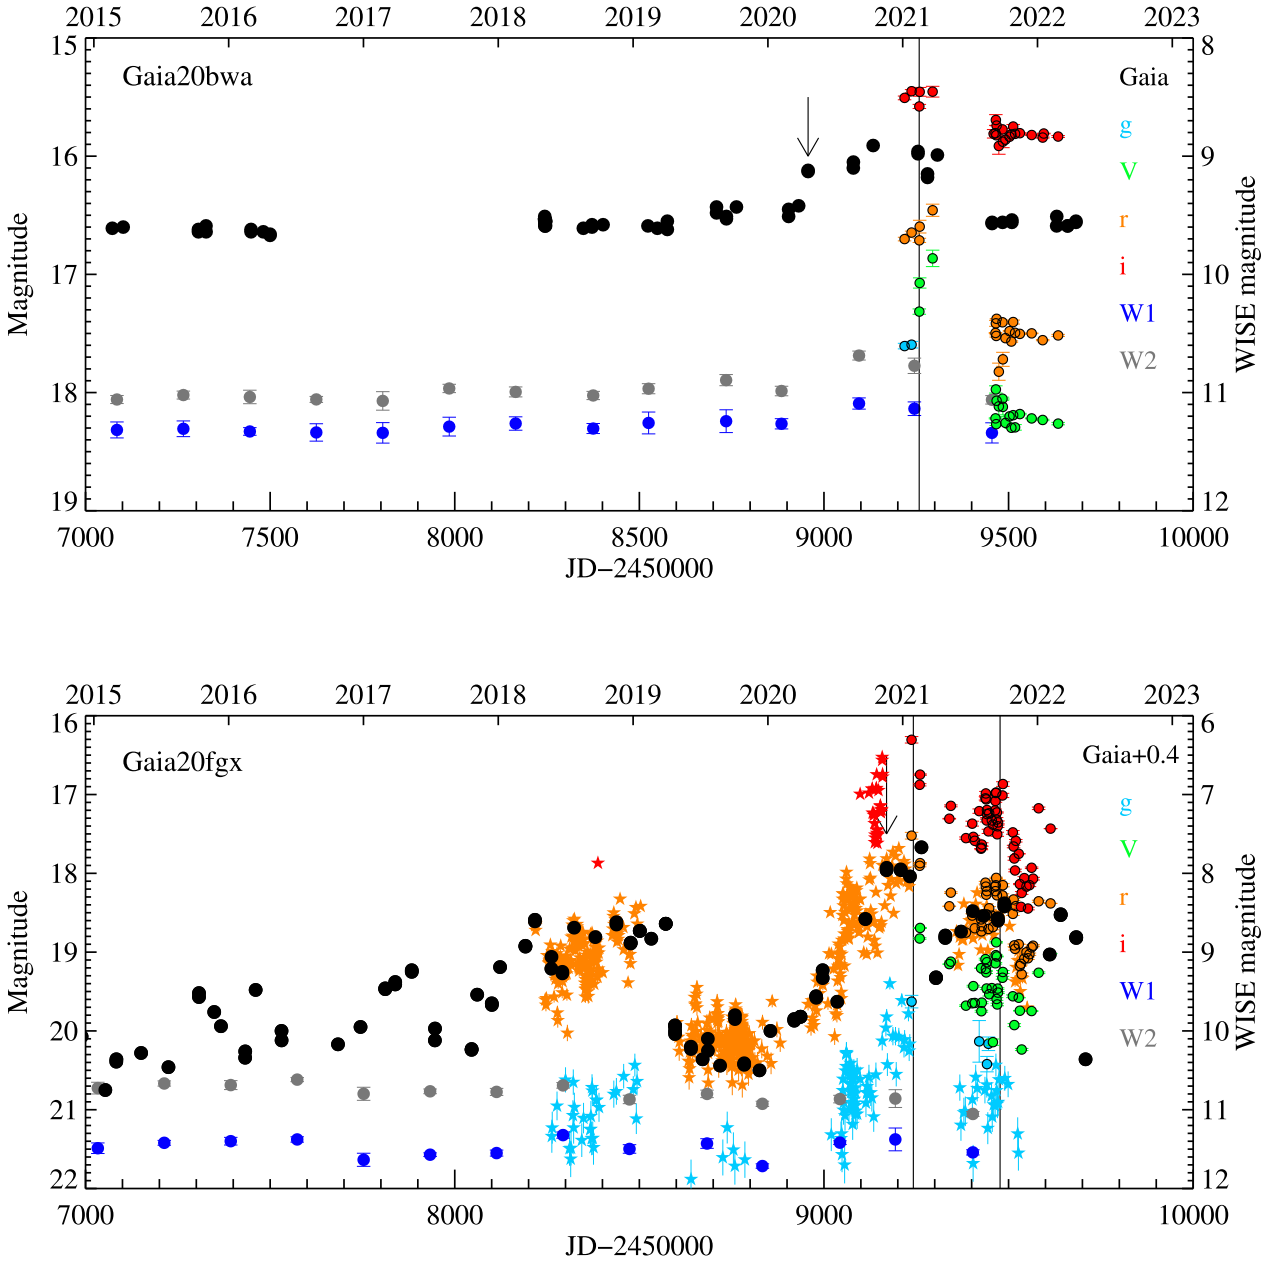 2015 2016 2017 2018 2019 2020 2021 2022 2023
15 8
Gaia20bwa Gaia
g
16 9
V
r
17 10
i
W1
W2
18 11
19 12
Magnitude
WISE magnitude
7000 7500 8000 8500 9000 9500 10000
JD−2450000
2015 2016 2017 2018 2019 2020 2021 2022 2023
16 6
Gaia20fgx Gaia+0.4
17 7
g
V
18 8
r
i
19 9
W1
20 10
W2
21 11
22 12
Magnitude
WISE magnitude
7000 8000 9000 10000
JD−2450000